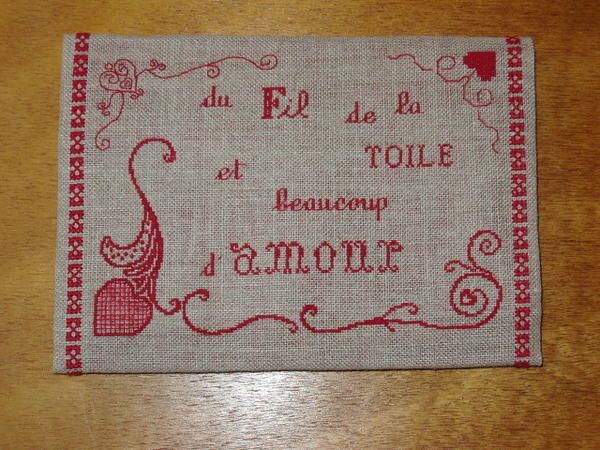 du Fil de la
et TOILE
beaucoup
d'amour